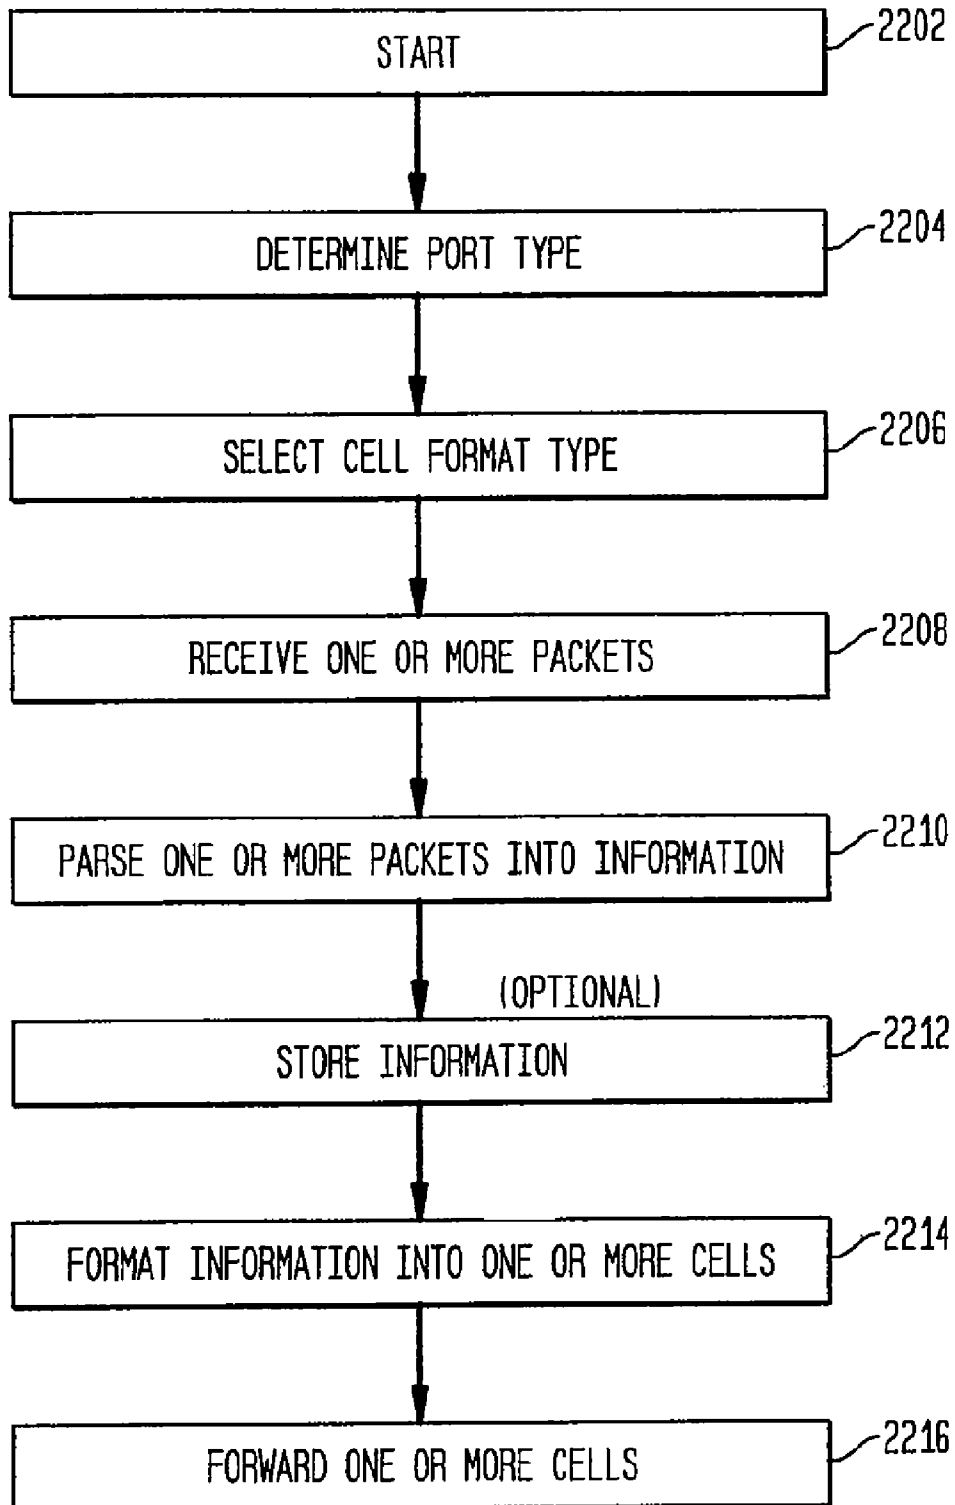 START
2202
DETERMINE PORT TYPE
2204
SELECT CELL FORMAT TYPE
2206
RECEIVE ONE OR MORE PACKETS
2208
PARSE ONE OR MORE PACKETS INTO INFORMATION
2210
(OPTIONAL)
STORE INFORMATION
2212
FORMAT INFORMATION INTO ONE OR MORE CELLS
2214
FORWARD ONE OR MORE CELLS
2216